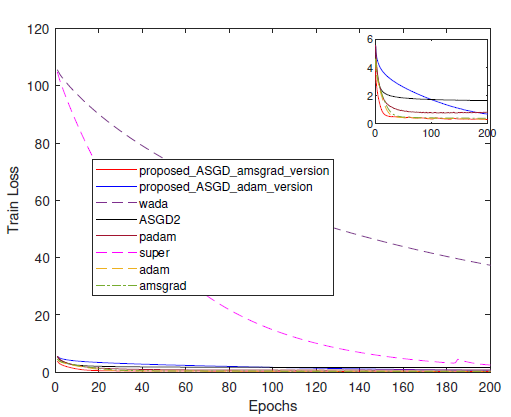 120
100
80
60
40
20
0
Train Loss
6
4
2
0
0 100 200
proposed_ASGD_amsgrad_version
proposed_ASGD_adam_version
wada
ASGD2
padam
super
adam
amsgrad
0 20 40 60 80 100 120 140 160 180 200
Epochs